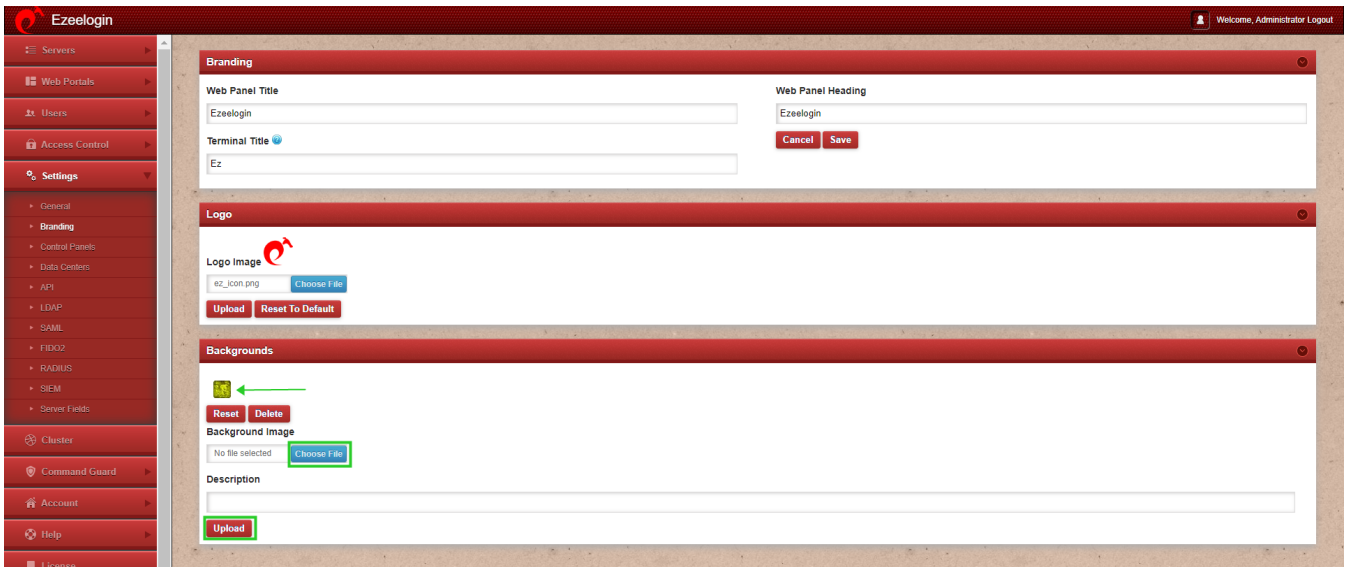 Ezeelogin
Welcome, Administrator Logout
Servers
Web Portals
Users
Access Control
Settings
General
Branding
Control Panels
Data Centers
API
LDAP
SAML
FIDO2
RADIUS
SIEM
Server Fields
Cluster
Command Guard
Account
Help
License
Branding
Web Panel Title
Ezeelogin
Web Panel Heading
Ezeelogin
Terminal Title
Ez
Cancel Save
Logo
Logo Image
ez_icon.png Choose File
Upload Reset To Default
Backgrounds
Reset Delete
Background Image
No file selected Choose File
Description
Upload